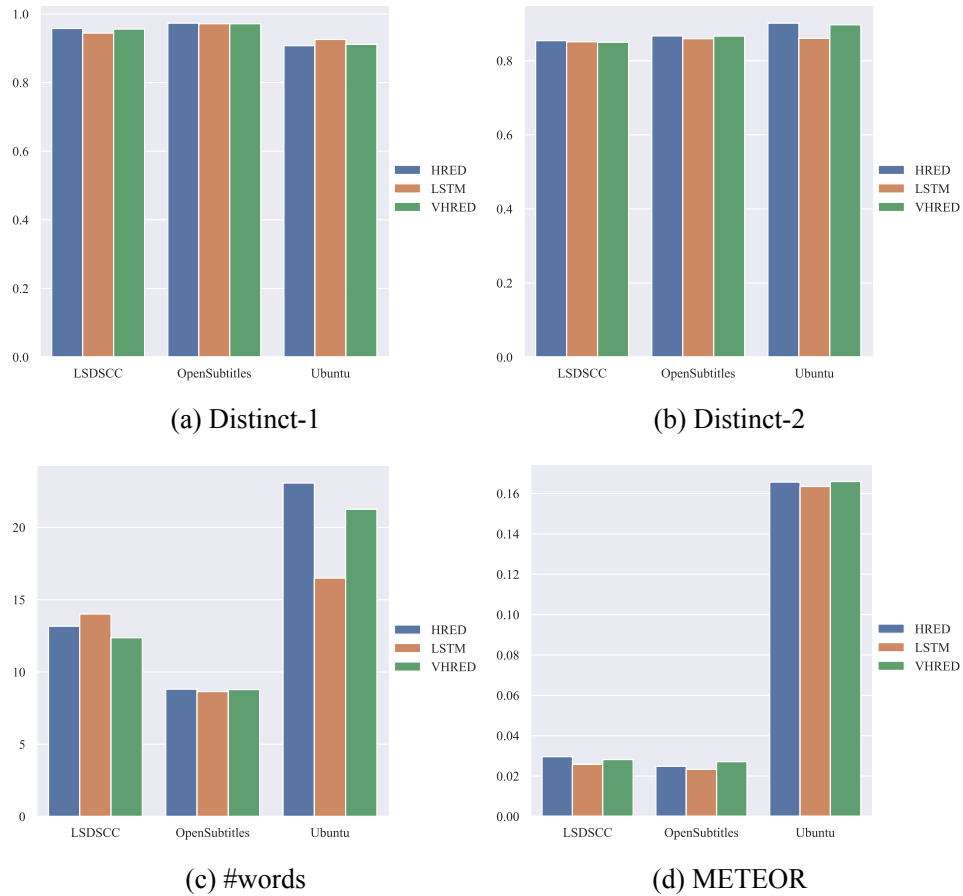 1.0
0.8
0.6
0.4
0.2
0.0
LSDSCC OpenSubtitles Ubuntu
HRED
LSTM
VHRED
(a) Distinct-1
0.8
0.6
0.4
0.2
0.0
LSDSCC OpenSubtitles Ubuntu
HRED
LSTM
VHRED
(b) Distinct-2
20
15
10
5
0
LSDSCC OpenSubtitles Ubuntu
HRED
LSTM
VHRED
(c) #words
0.16
0.14
0.12
0.10
0.08
0.06
0.04
0.02
0.00
LSDSCC OpenSubtitles Ubuntu
HRED
LSTM
VHRED
(d) METEOR